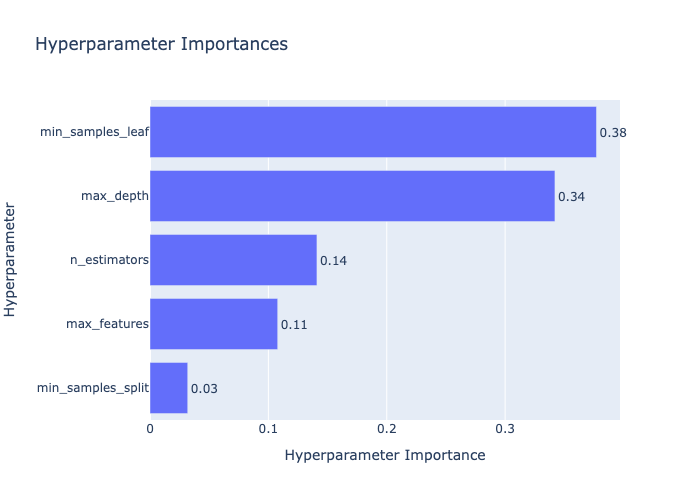 Hyperparameter Importances
Hyperparameter
min_samples_leaf 0.38
max_depth 0.34
n_estimators 0.14
max_features 0.11
min_samples_split 0.03
0 0.1 0.2 0.3
Hyperparameter Importance